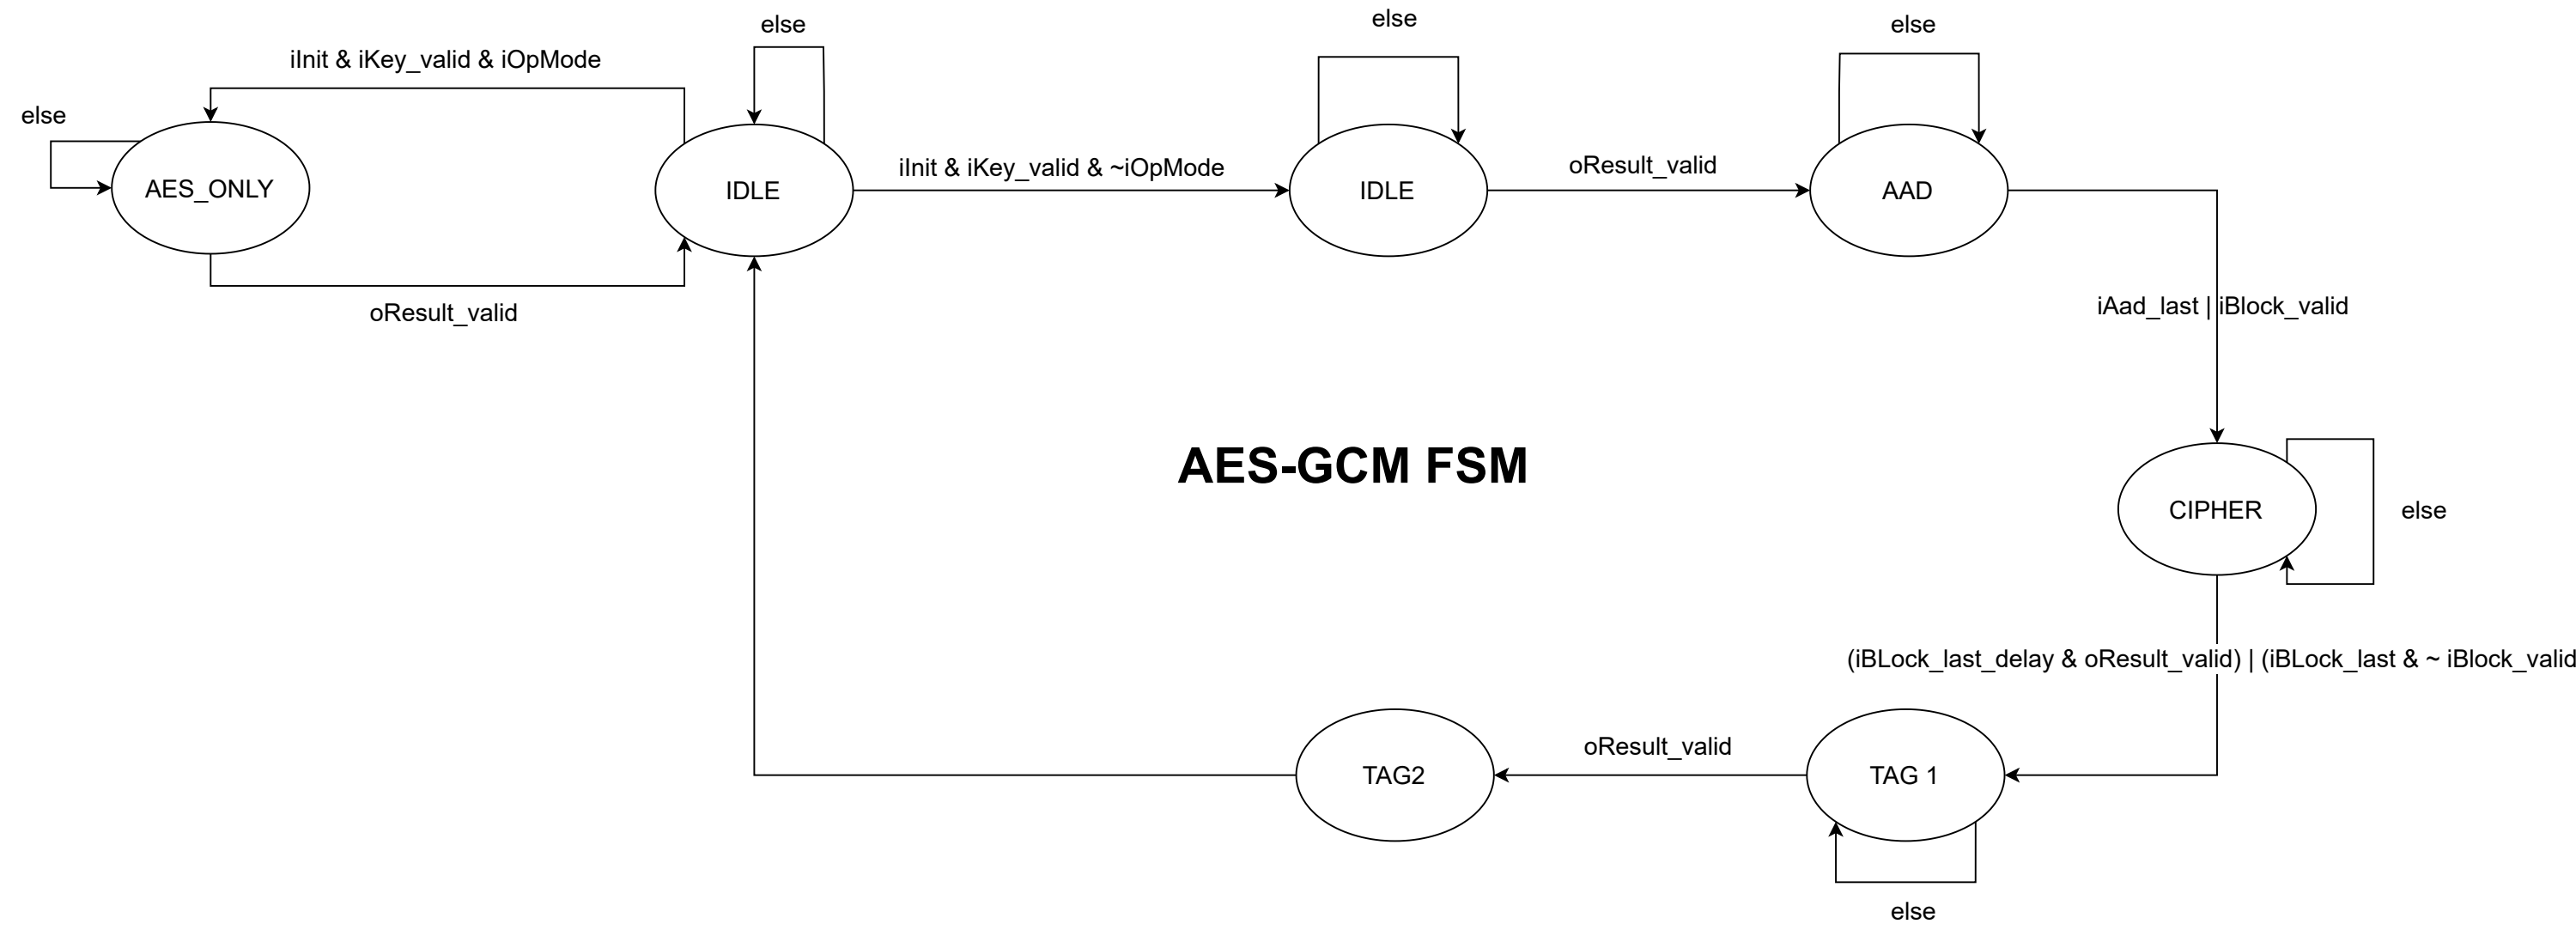 else
else
else
iInit & iKey_valid & iOpMode
else
iInit & iKey_valid & ~iOpMode
oResult_valid
AES_ONLY
IDLE
IDLE
AAD
oResult_valid
iAad_last | iBlock_valid
AES-GCM FSM
CIPHER
else
(iBLock_last_delay & oResult_valid) | (iBLock_last & ~ iBlock_valid
oResult_valid
TAG2
TAG 1
else